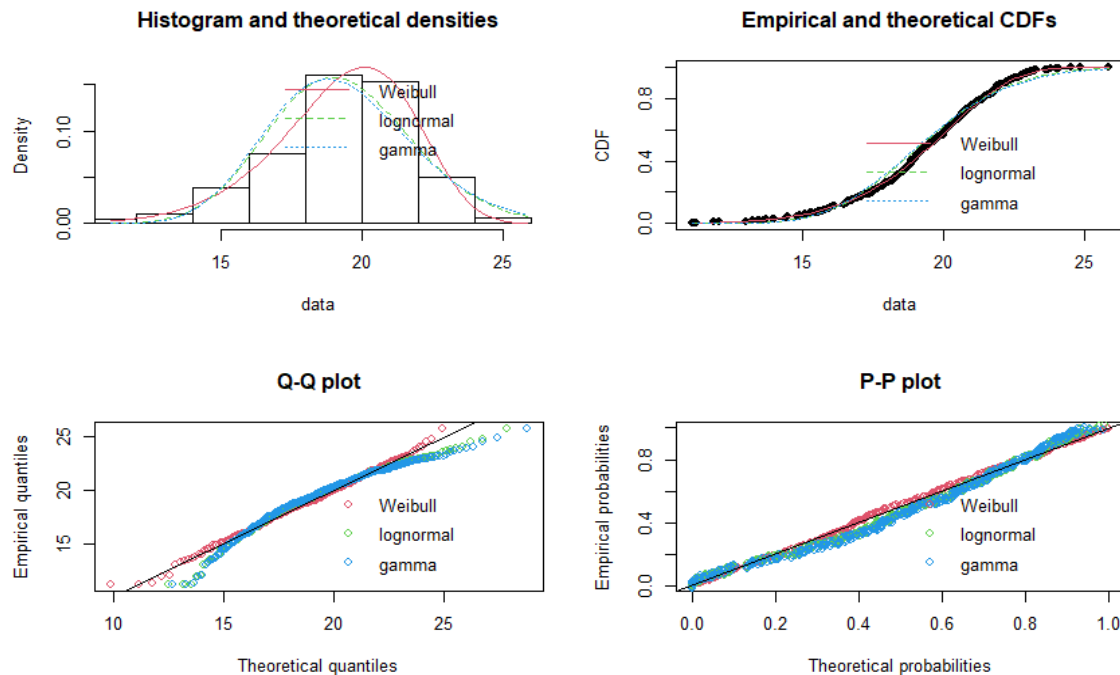 Histogram and theoretical densities
Density
0.00
0.10
Weibull
lognormal
gamma
15
20
25
data
Empirical and theoretical CDFs
CDF
0.0
0.4
0.8
Weibull
lognormal
gamma
15
20
25
data
Q-Q plot
Empirical quantiles
15
20
25
Weibull
lognormal
gamma
10
15
20
25
Theoretical quantiles
P-P plot
Empirical probabilities
0.0
0.4
0.8
Weibull
lognormal
gamma
0.0
0.2
0.4
0.6
0.8
1.0
Theoretical probabilities